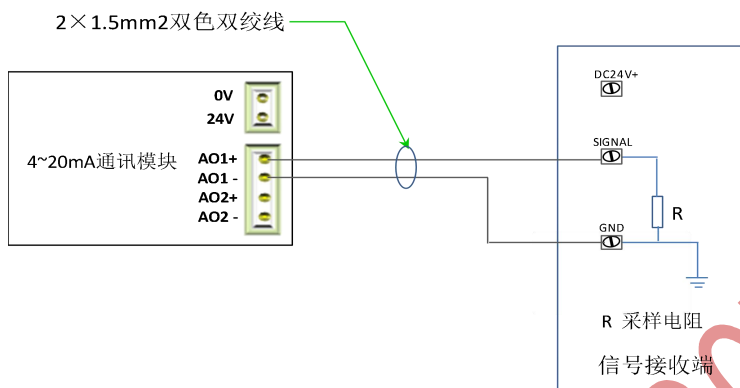 2×1.5mm2双色双绞线
DC24V+
0V
24V
SIGNAL
4~20mA通讯模块
AO1+
AO1 -
AO2+
AO2 -
R
GND
R 采样电阻
信号接收端